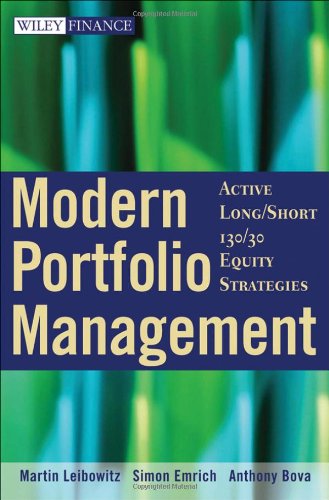 WILEY FINANCE
Modern
Portfolio
Management
Active
Long/Short
130/30
Equity
Strategies
Martin Leibowitz Simon Emrich Anthony Bova